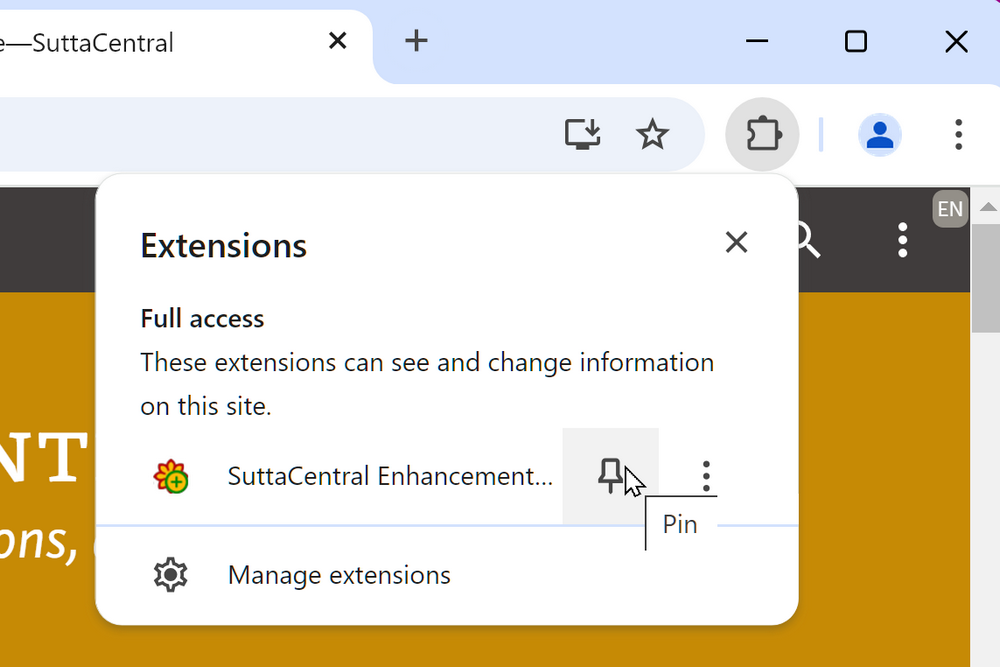 e—SuttaCentral
EN
Extensions
Full access
These extensions can see and change information
on this site.
NT
SuttaCentral Enhancement...
Pin
ons,
Manage extensions